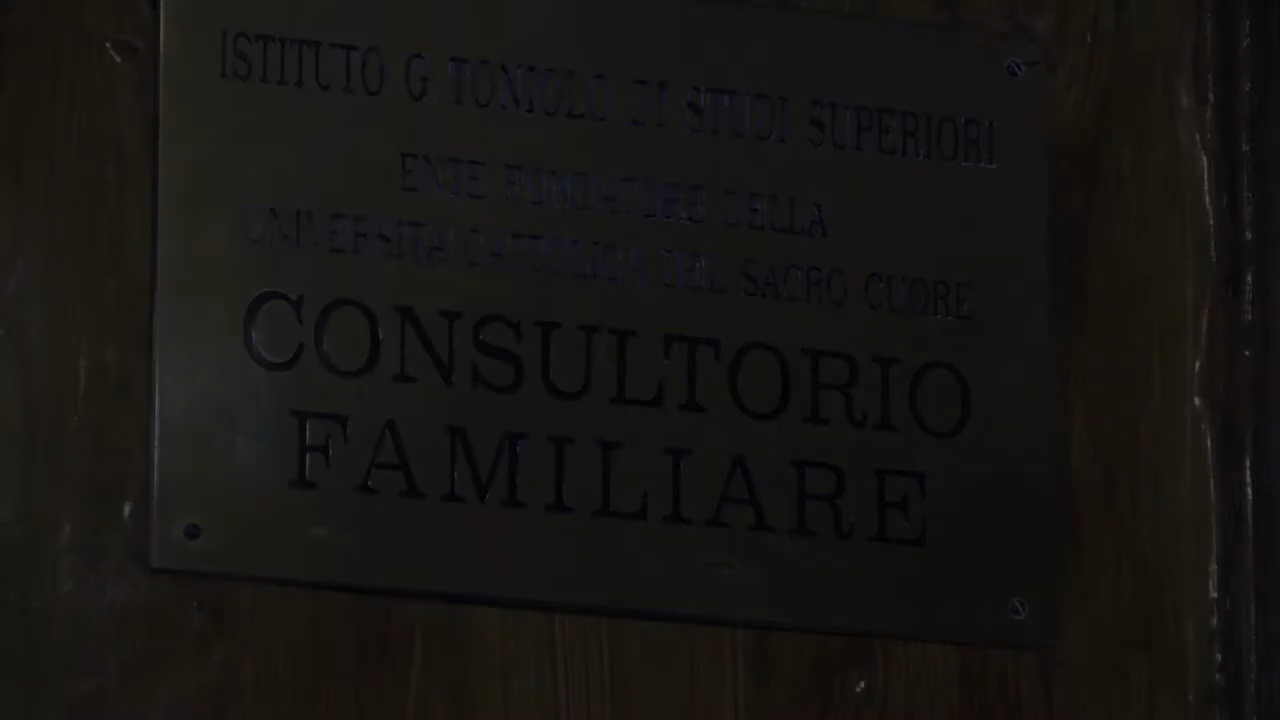 ISTITUTO G TONIOLO DI STUDI SUPERIORI
ENTE FONDATORE DELLA
UNIVERSITA' CATTOLICA DEL SACRO CUORE
CONSULTORIO
FAMILIARE